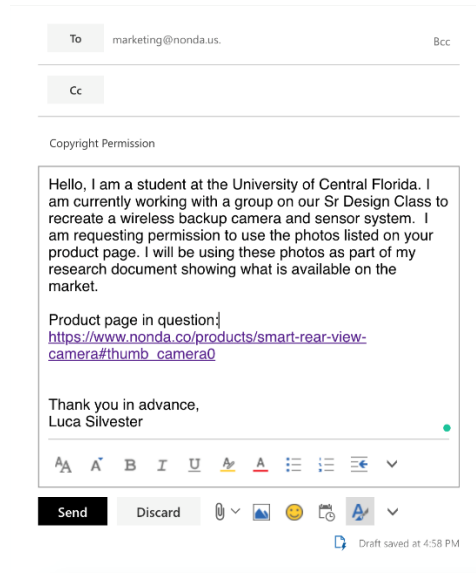 To marketing@nonda.us. Bcc
Cc
Copyright Permission
Hello, I am a student at the University of Central Florida. I
am currently working with a group on our Sr Design Class to
recreate a wireless backup camera and sensor system.  I
am requesting permission to use the photos listed on your
product page. I will be using these photos as part of my
research document showing what is available on the
market.
Product page in question:
https://www.nonda.co/products/smart-rear-view-
camera#thumb_camera0
Thank you in advance,
Luca Silvester
AA A B I U A A
Send Discard A
Draft saved at 4:58 PM